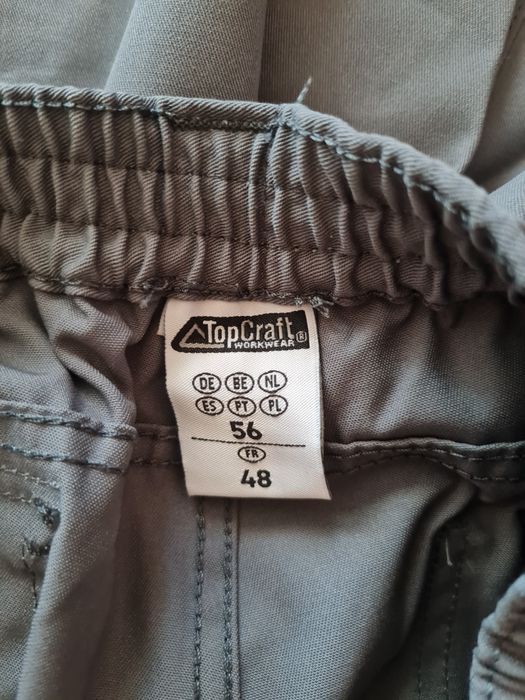 TopCraft®
WORKWEAR
DE BE NL
ES PT PL
56
FR
48